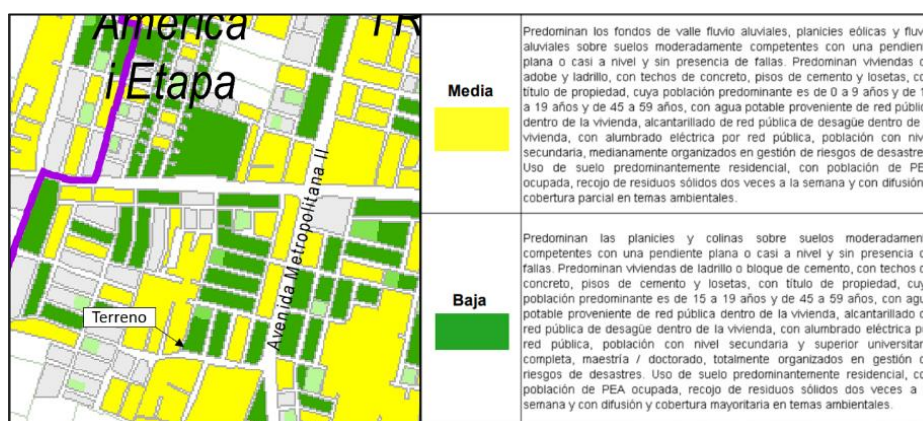 América
i Etapa
TR
Avenida Metropolitana II
Terreno
Media
Predominan los fondos de valle fluvio aluviales, planicies eólicas y fluv
aluviales sobre suelos moderadamente competentes con una pendient
plana o casi a nivel y sin presencia de fallas. Predominan viviendas d
adobe y ladrillo, con techos de concreto, pisos de cemento y losetas, co
título de propiedad, cuya población predominante es de 0 a 9 años y de 1
a 19 años y de 45 a 59 años, con agua potable proveniente de red públic
dentro de la vivienda, alcantarillado de red pública de desagüe dentro de
vivienda, con alumbrado eléctrica por red pública, población con niv
secundaria, medianamente organizados en gestión de riesgos de desastre
Uso de suelo predominantemente residencial, con población de PE
ocupada, recojo de residuos sólidos dos veces a la semana y con difusión
cobertura parcial en temas ambientales.
Baja
Predominan las planicies y colinas sobre suelos moderadament
competentes con una pendiente plana o casi a nivel y sin presencia d
fallas. Predominan viviendas de ladrillo o bloque de cemento, con techos
concreto, pisos de cemento y losetas, con título de propiedad, cuy
población predominante es de 15 a 19 años y de 45 a 59 años, con agu
potable proveniente de red pública dentro de la vivienda, alcantarillado d
red pública de desagüe dentro de la vivienda, con alumbrado eléctrica p
red pública, población con nivel secundaria y superior universitar
completa, maestría / doctorado, totalmente organizados en gestión d
riesgos de desastres. Uso de suelo predominantemente residencial, co
población de PEA ocupada, recojo de residuos sólidos dos veces a
semana y con difusión y cobertura mayoritaria en temas ambientales.